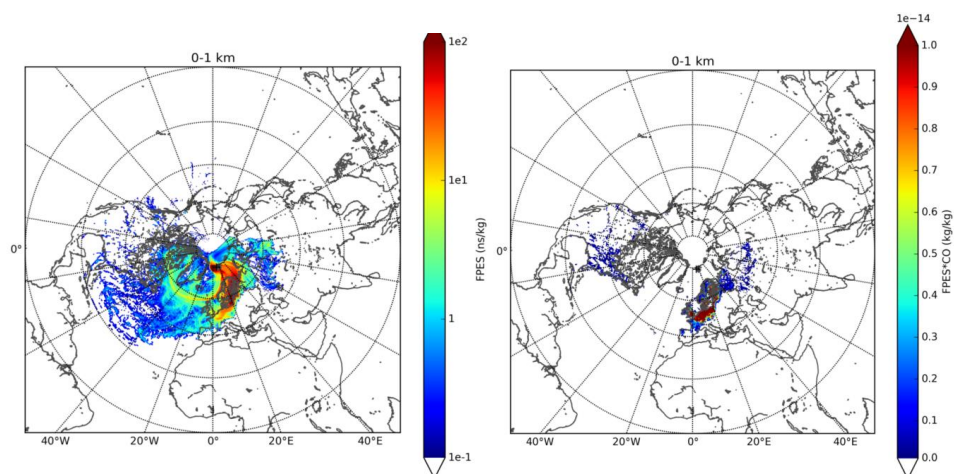 1e−14
0-1 km
1e2
1e1
1
1e-1
FPES (ns/kg)
0°
40°W
20°W
0°
20°E
40°E
0-1 km
1.0
0.9
0.8
0.7
0.6
0.5
0.4
0.3
0.2
0.1
0.0
FPES*CO (kg/kg)
0°
40°W
20°W
0°
20°E
40°E